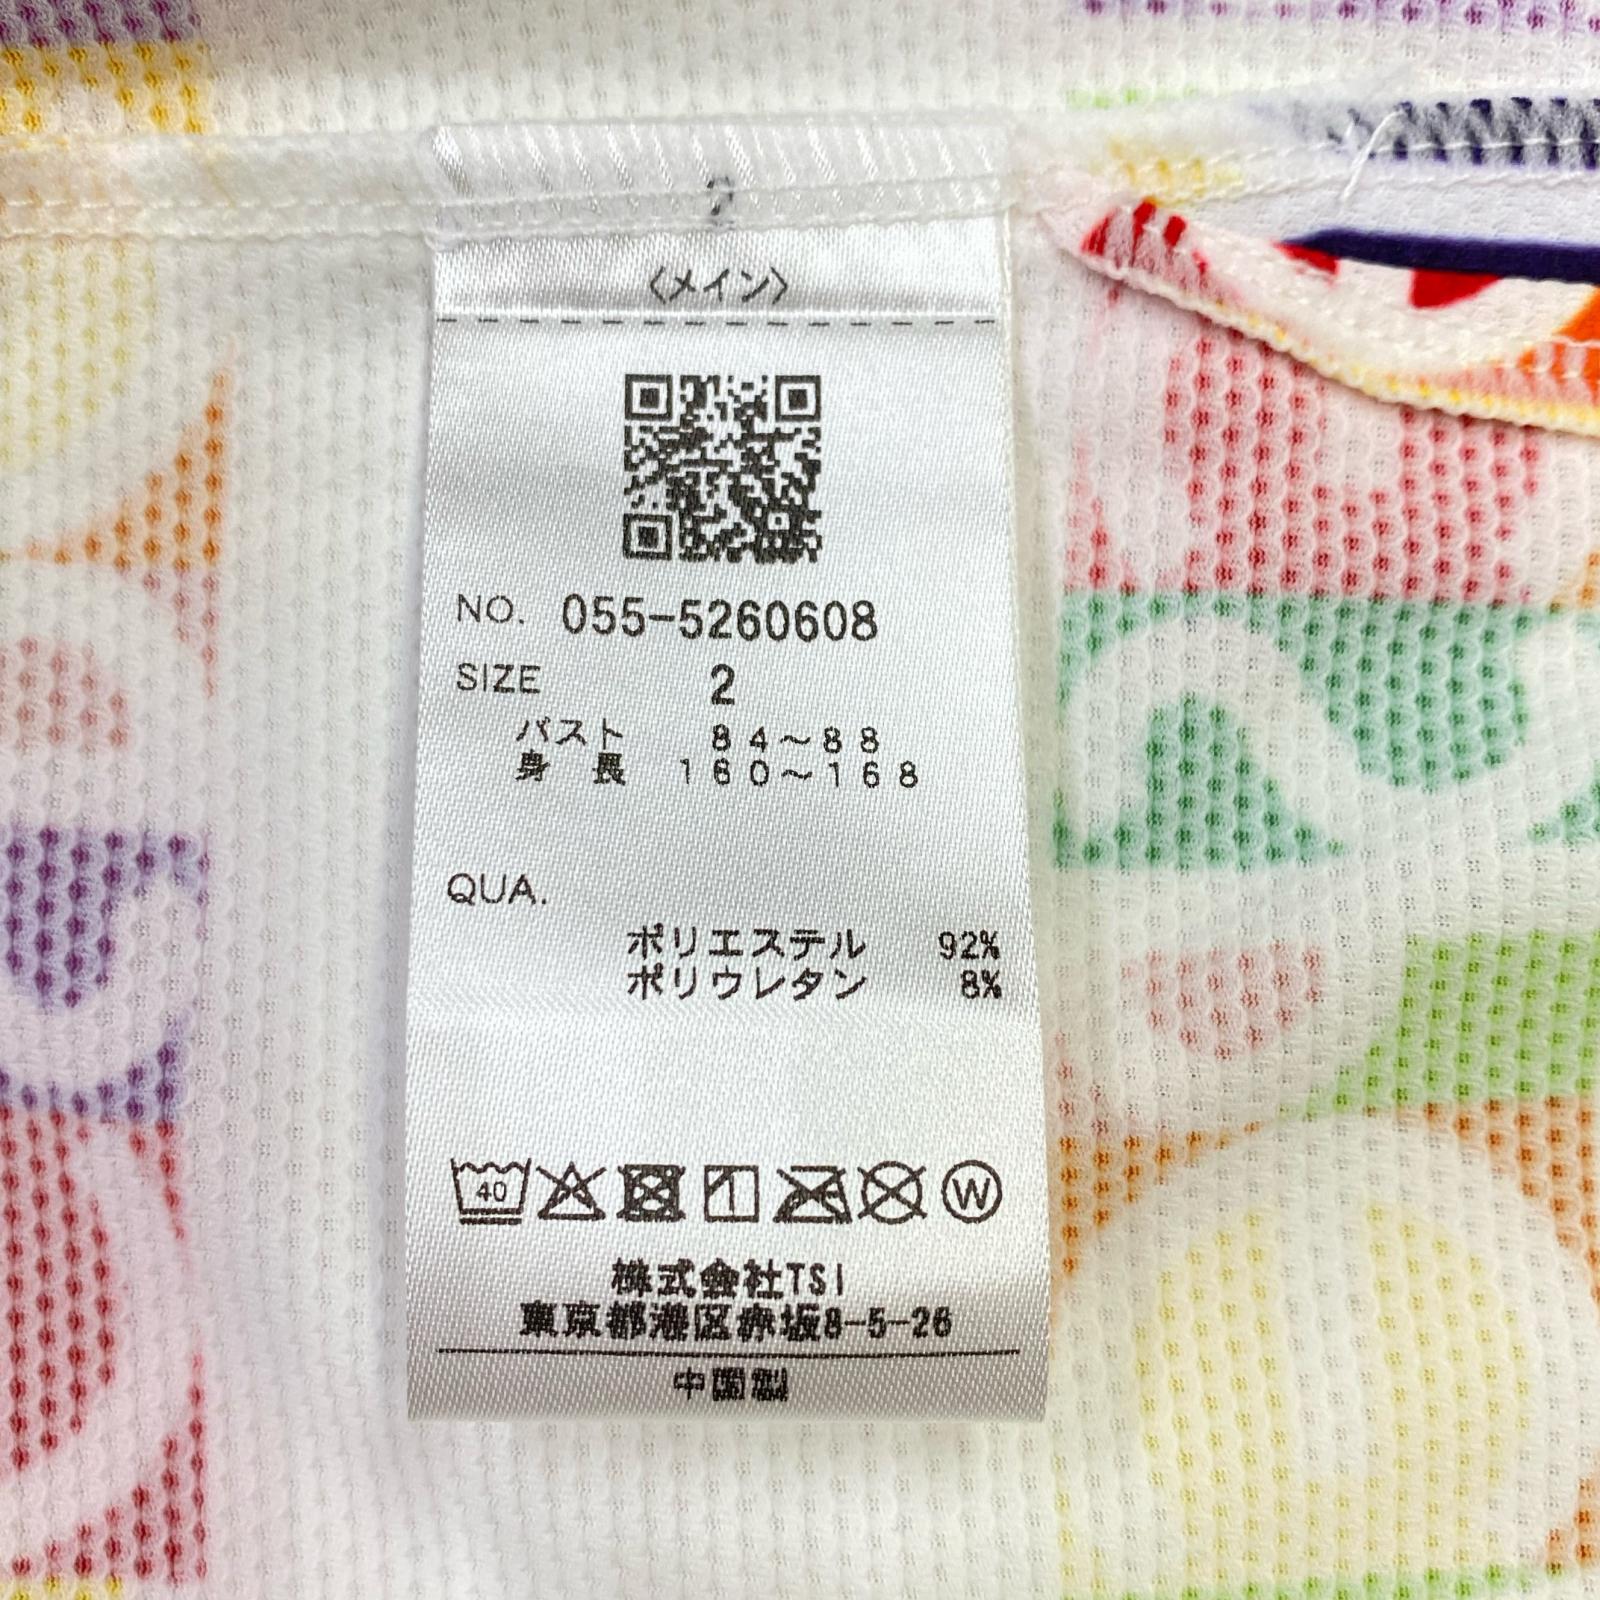 2
〈メイン〉
NO. 055-5260608
SIZE 2
バスト 84～88
身長 160～168
QUA.
ポリエステル 92%
ポリウレタン 8%
40
W
株式会社TSI
東京都港区赤坂8-5-26
中国製